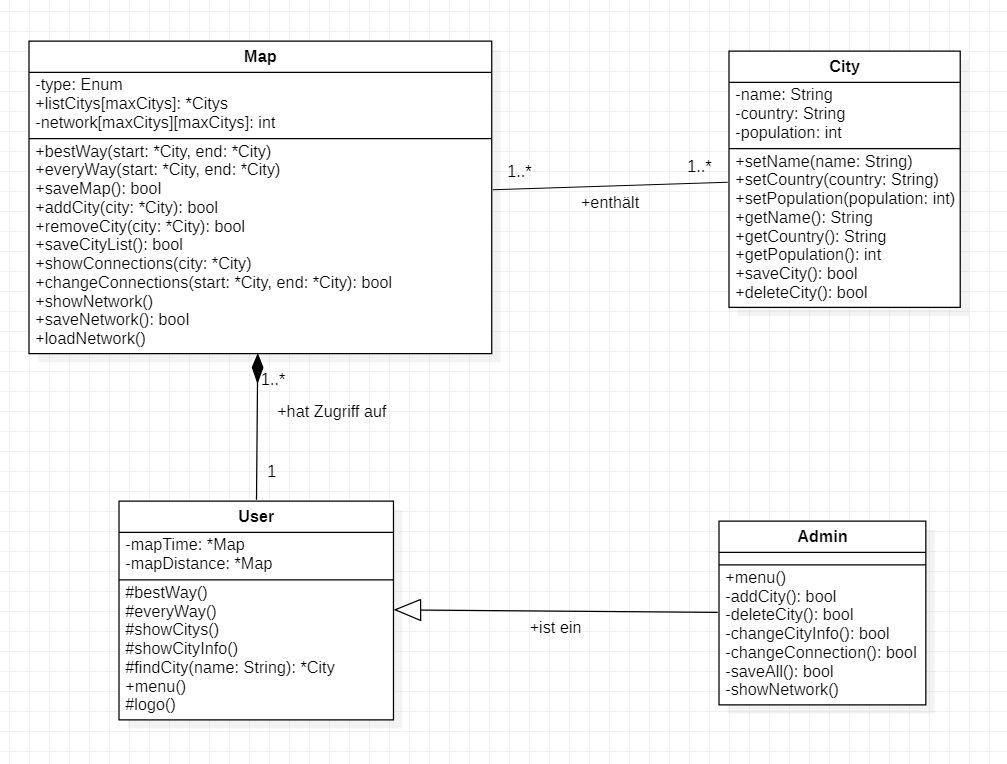 Map
-type: Enum
+listCitys[maxCitys]: *Citys
-network[maxCitys][maxCitys]: int
+bestWay(start: *City, end: *City)
+everyWay(start: *City, end: *City)
+saveMap(): bool
+addCity(city: *City): bool
+removeCity(city: *City): bool
+saveCityList(): bool
+showConnections(city: *City)
+changeConnections(start: *City, end: *City): bool
+showNetwork()
+saveNetwork(): bool
+loadNetwork()
1..*
1..*
+enthält
City
-name: String
-country: String
-population: int
+setName(name: String)
+setCountry(country: String)
+setPopulation(population: int)
+getName(): String
+getCountry(): String
+getPopulation(): int
+saveCity(): bool
+deleteCity(): bool
1..*
+hat Zugriff auf
1
User
-mapTime: *Map
-mapDistance: *Map
#bestWay()
#everyWay()
#showCitys()
#showCityInfo()
#findCity(name: String): *City
+menu()
#logo()
+ist ein
Admin
+menu()
-addCity(): bool
-deleteCity(): bool
-changeCityInfo(): bool
-changeConnection(): bool
-saveAll(): bool
-showNetwork()